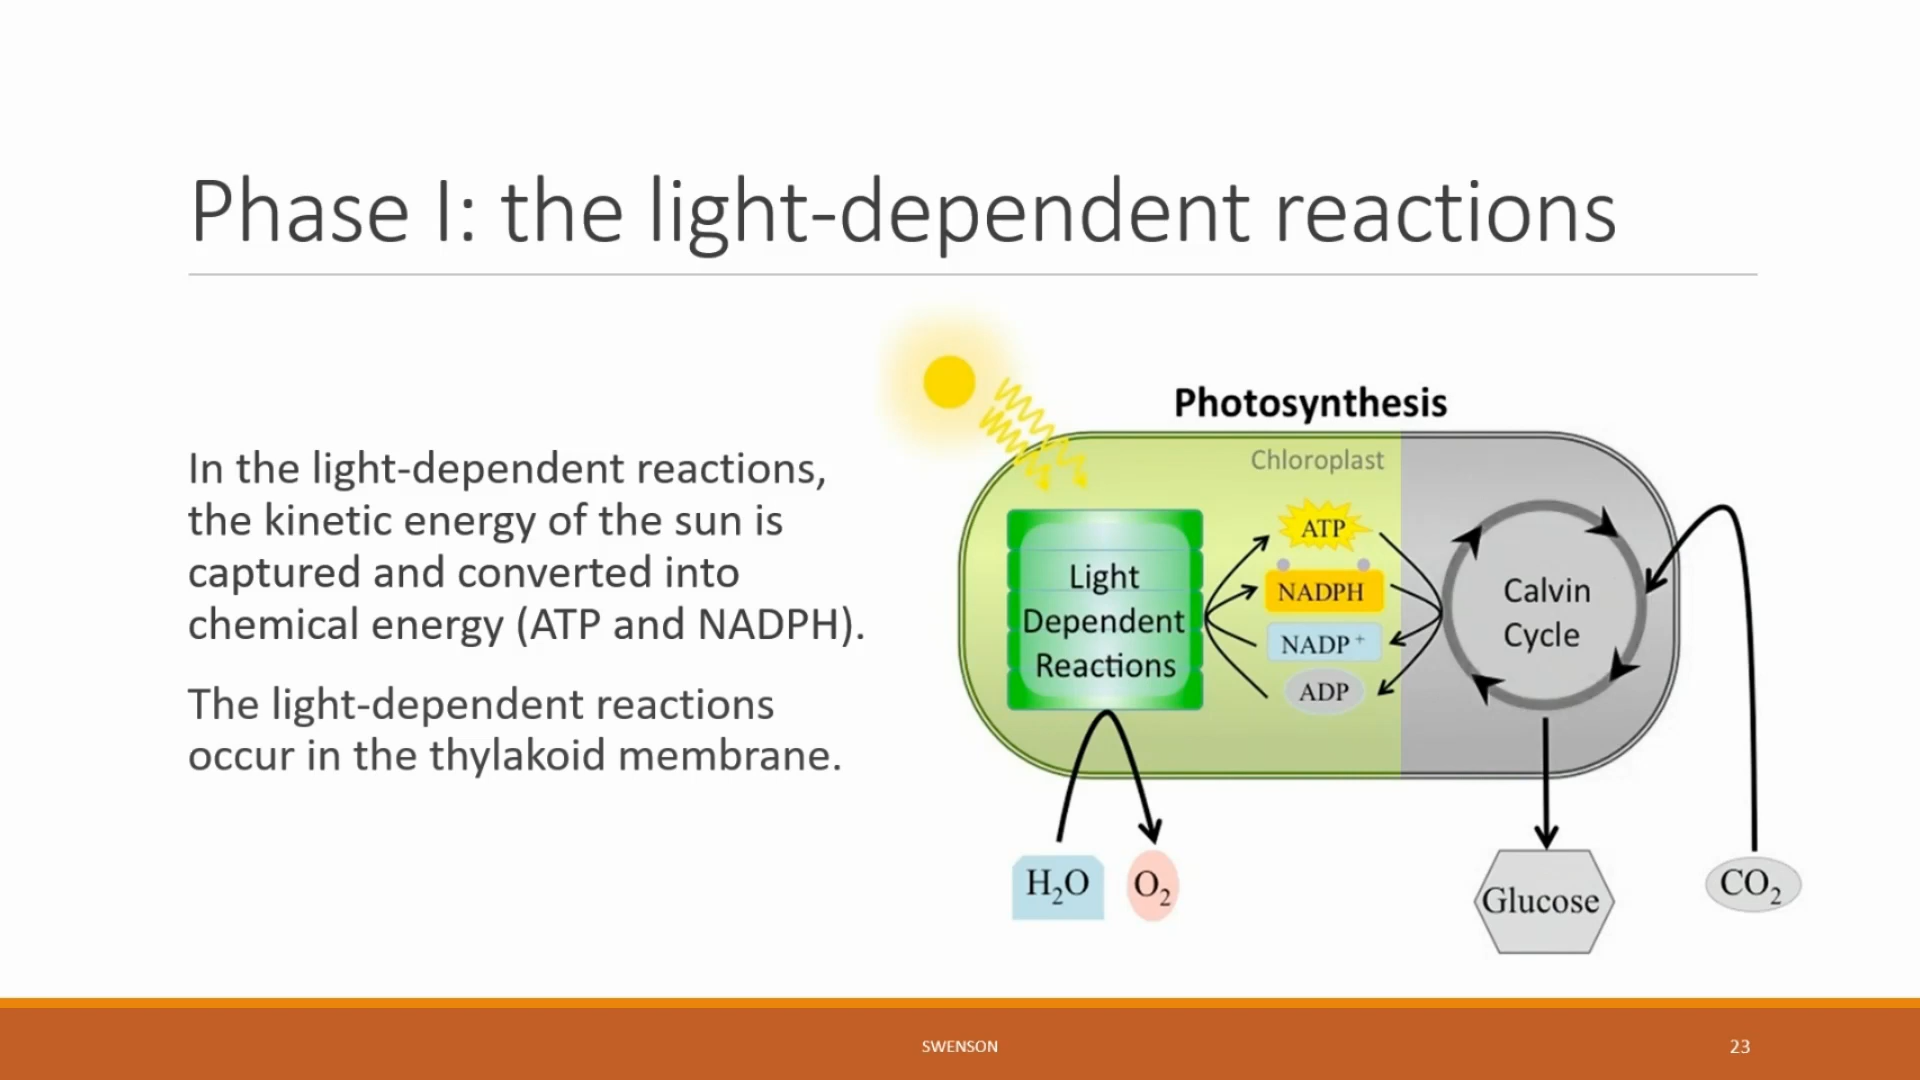 Phase I: the light-dependent reactions
In the light-dependent reactions,
the kinetic energy of the sun is
captured and converted into
chemical energy (ATP and NADPH).
The light-dependent reactions
occur in the thylakoid membrane.
Photosynthesis
Chloroplast
Light
Dependent
Reactions
ATP
NADPH
NADP⁺
ADP
Calvin
Cycle
H₂O
O₂
Glucose
CO₂
SWENSON
23